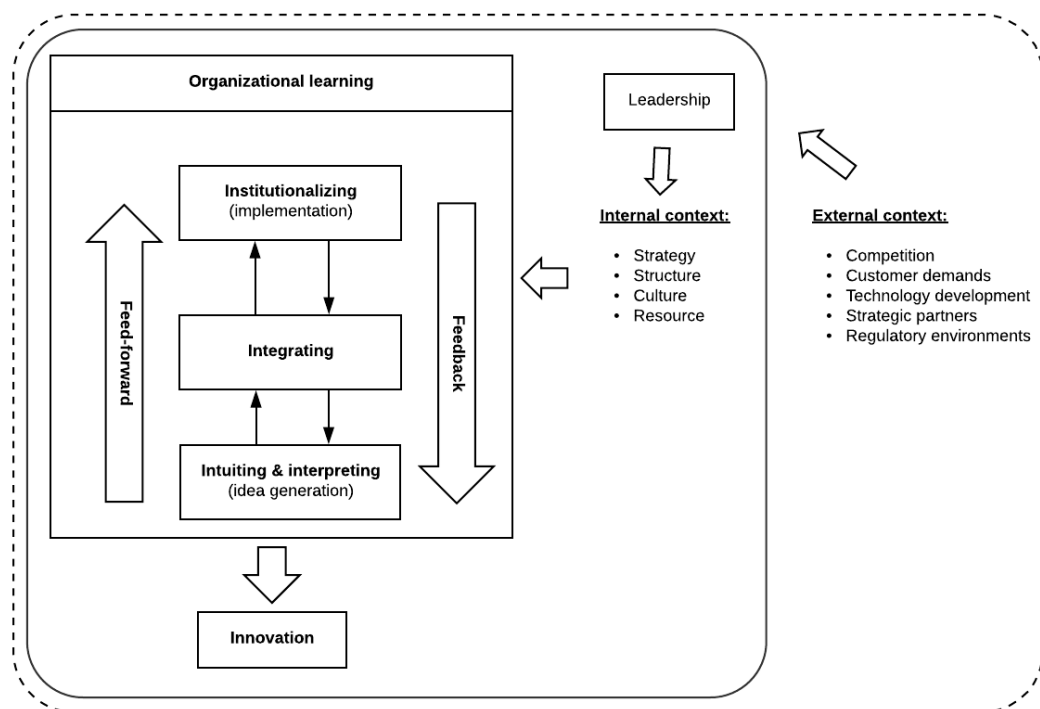 Organizational learning
Leadership
Institutionalizing
(implementation)
Feed-forward
Integrating
Feedback
Intuiting & interpreting
(idea generation)
Innovation
Internal context:
• Strategy
• Structure
• Culture
• Resource
External context:
• Competition
• Customer demands
• Technology development
• Strategic partners
• Regulatory environments